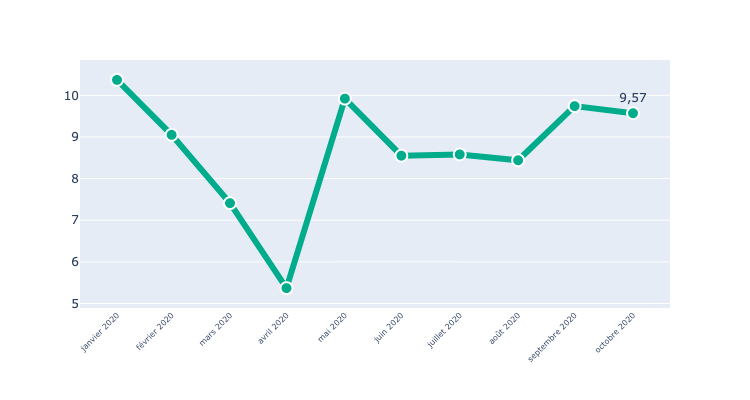 10
9
8
7
6
5
9,57
janvier 2020
février 2020
mars 2020
avril 2020
mai 2020
juin 2020
juillet 2020
août 2020
septembre 2020
octobre 2020